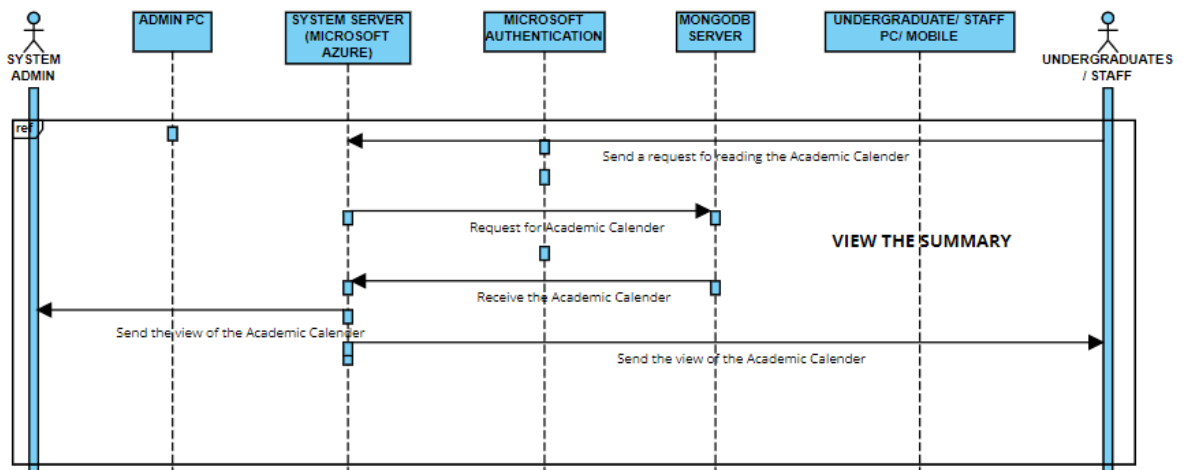 ADMIN PC
SYSTEM SERVER
(MICROSOFT
AZURE)
MICROSOFT
AUTHENTICATION
MONGODB
SERVER
UNDERGRADUATE/ STAFF
PC/ MOBILE
SYSTEM
ADMIN
UNDERGRADUATES
/ STAFF
ref
Send a request fo reading the Academic Calender
Request for Academic Calender
VIEW THE SUMMARY
Receive the Academic Calender
Send the view of the Academic Calender
Send the view of the Academic Calender